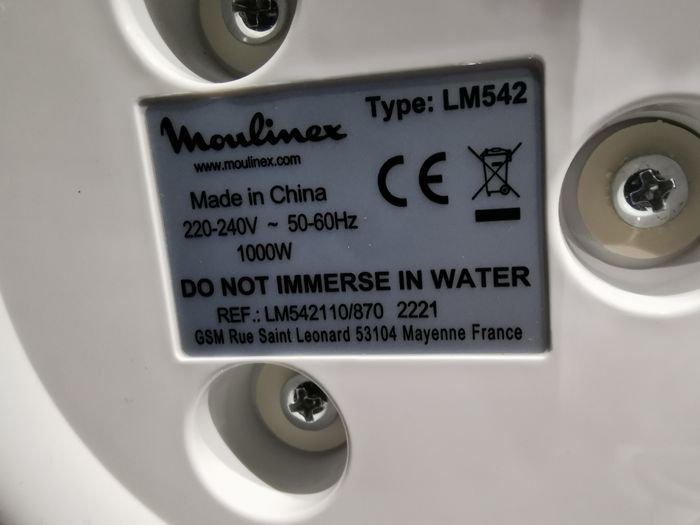 Moulinex
Type: LM542
www.moulinex.com
Made in China
220-240V ~ 50-60Hz
1000W
CE
DO NOT IMMERSE IN WATER
REF.: LM542110/870 2221
GSM Rue Saint Leonard 53104 Mayenne France